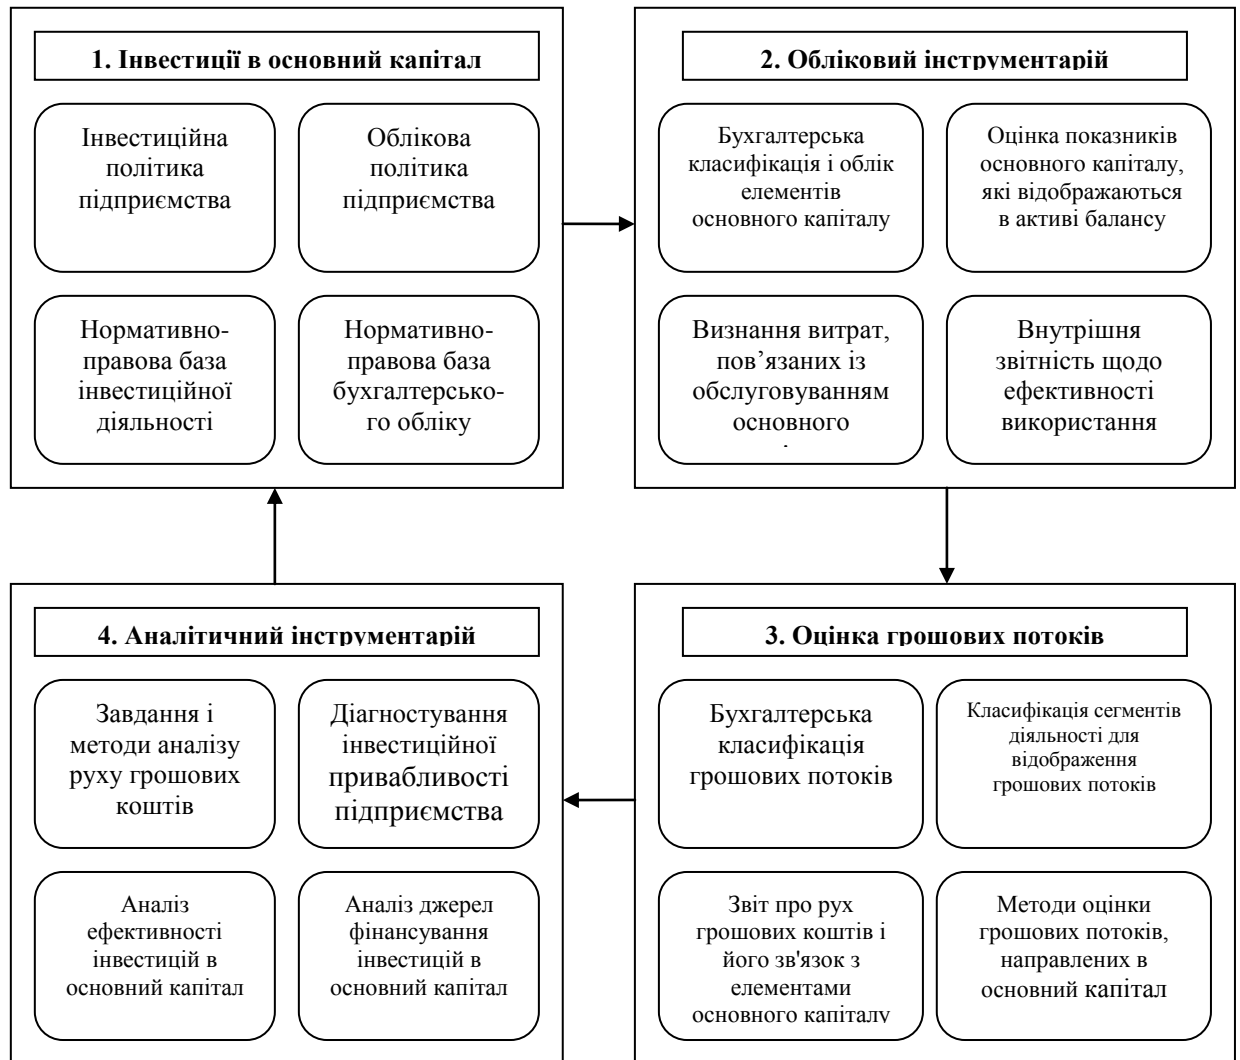 1. Інвестиції в основний капітал
Інвестиційна
політика
підприємства
Облікова
політика
підприємства
Нормативно-
правова база
інвестиційної
діяльності
Нормативно-
правова база
бухгалтерсько-
го обліку
2. Обліковий інструментарій
Бухгалтерська
класифікація і облік
елементів
основного капіталу
Оцінка показників
основного капіталу,
які відображаються
в активі балансу
Визнання витрат,
пов’язаних із
обслуговуванням
основного
Внутрішня
звітність щодо
ефективності
використання
3. Оцінка грошових потоків
Бухгалтерська
класифікація
грошових потоків
Класифікація сегментів
діяльності для
відображення
грошових потоків
Звіт про рух
грошових коштів і
його зв'язок з
елементами
основного капіталу
Методи оцінки
грошових потоків,
направлених в
основний капітал
4. Аналітичний інструментарій
Завдання і
методи аналізу
руху грошових
коштів
Діагностування
інвестиційної
привабливості
підприємства
Аналіз
ефективності
інвестицій в
основний капітал
Аналіз джерел
фінансування
інвестицій в
основний капітал